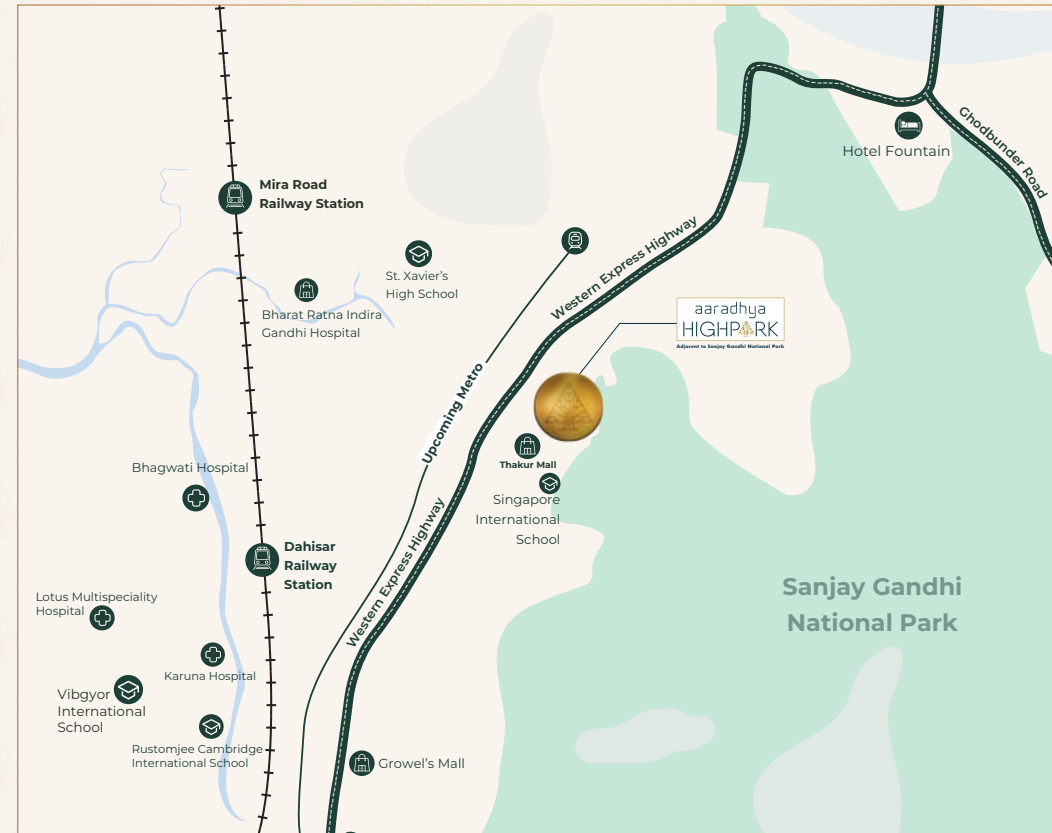 Ghodbunder Road
Hotel Fountain
Mira Road
Railway Station
Western Express Highway
St. Xavier's
High School
Bharat Ratna Indira
Gandhi Hospital
aaradhya
HIGHPARK
Adjacent to Sanjay Gandhi National Park
Upcoming Metro
Thakur Mall
Bhagwati Hospital
Singapore
International
School
Western Express Highway
Dahisar
Railway
Station
Sanjay Gandhi
National Park
Lotus Multispeciality
Hospital
Karuna Hospital
Vibgyor
International
School
Rustomjee Cambridge
International School
Growel's Mall